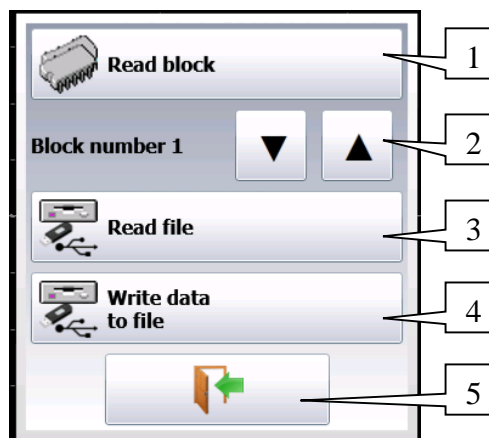 Read block
1
Block number 1
▼
▲
2
Read file
3
Write data
to file
4
5